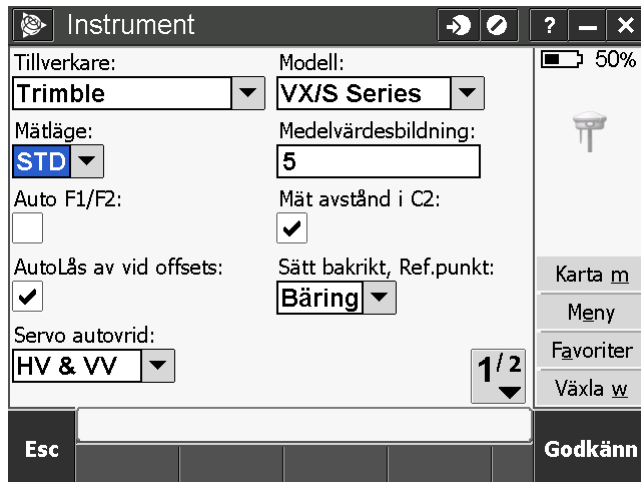 Instrument
? — X
50%
Tillverkare:
Modell:
Trimble
VX/S Series
Mätläge:
Medelvärdesbildning:
STD
5
Auto F1/F2:
Mät avstånd i C2:
AutoLås av vid offsets:
Sätt bakrikt, Ref.punkt:
Bäring
Servo autovrid:
HV & VV
1/2
Karta m
Meny
Favoriter
Växla w
Esc
Godkänn